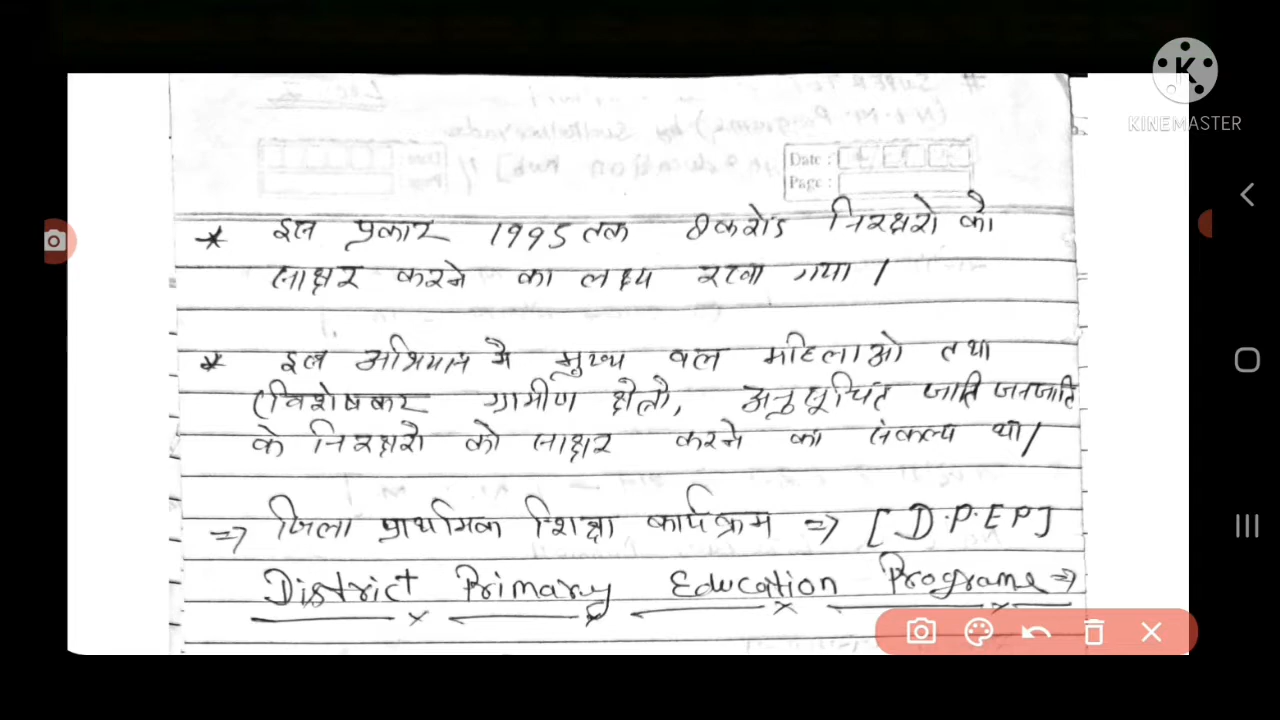 KINEMASTER
Date :
Page :
* इस प्रकार 1995 तक 8 करोड निरक्षरो को
साक्षर करने का लक्ष्य रखा गया ।
* इस अभियान मे मुख्य बल महिलाओ तथा
(विशेषकर ग्रामीण क्षेत्रो, अनुसूचित जाति जनजाति
के निरक्षरो को साक्षर करने का संकल्प था।
⇒ जिला प्राथमिक शिक्षा कार्यक्रम ⇒ [D.P.EP]
District Primary Education Programe ⇒